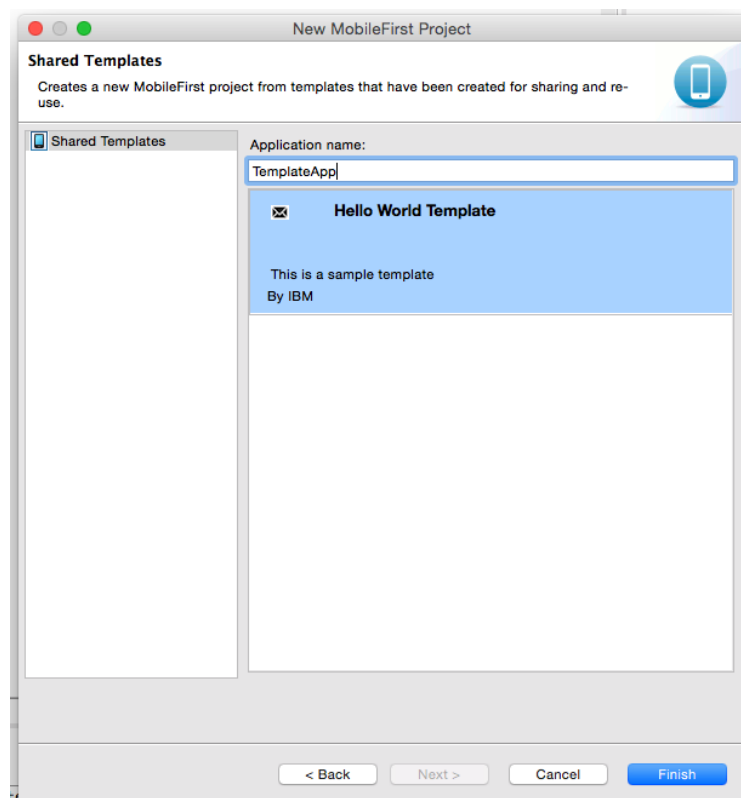 New MobileFirst Project
Shared Templates
Creates a new MobileFirst project from templates that have been created for sharing and re-
use.
Shared Templates
Application name:
TemplateApp
Hello World Template
This is a sample template
By IBM
< Back
Next >
Cancel
Finish